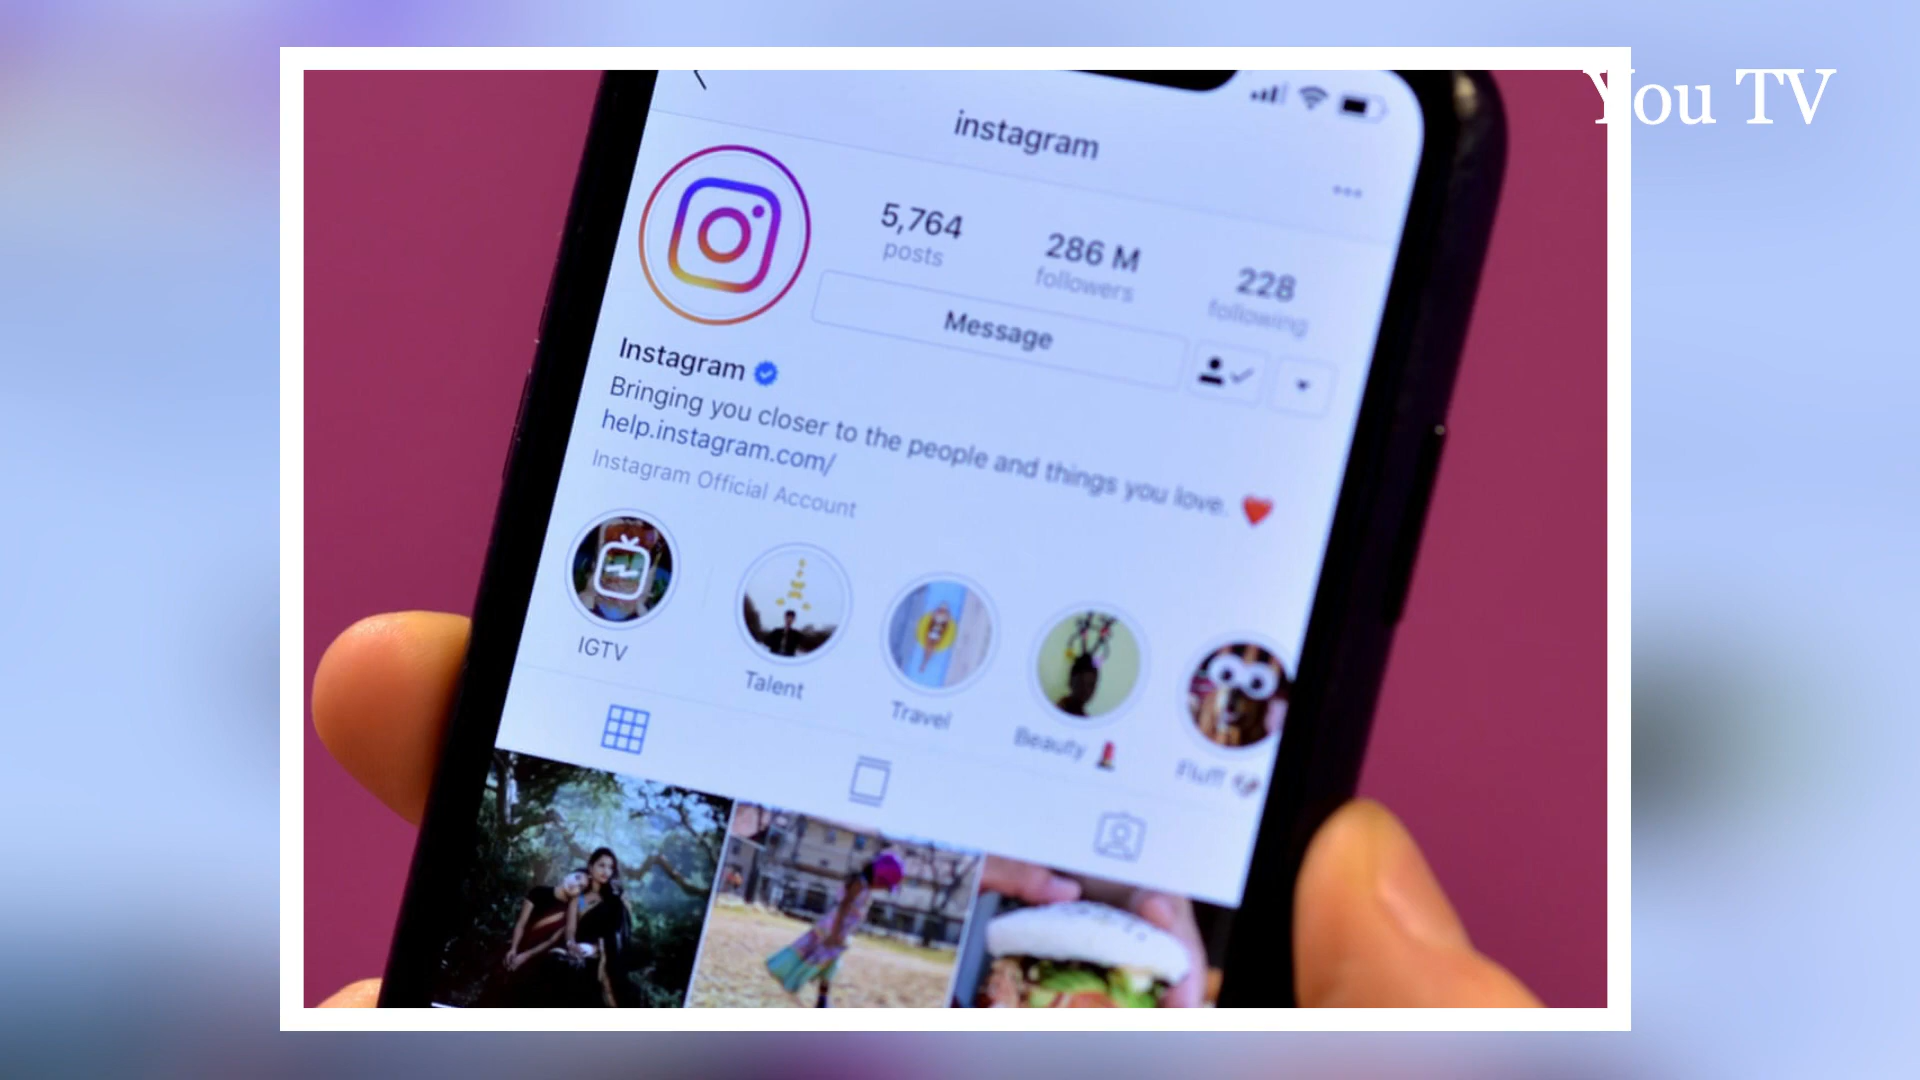 You TV
instagram
5,764
posts
286 M
followers
228
following
Message
Instagram
Bringing you closer to the people and things you love. ❤️
help.instagram.com/
Instagram Official Account
IGTV
Talent
Travel
Beauty 💄
Fluff